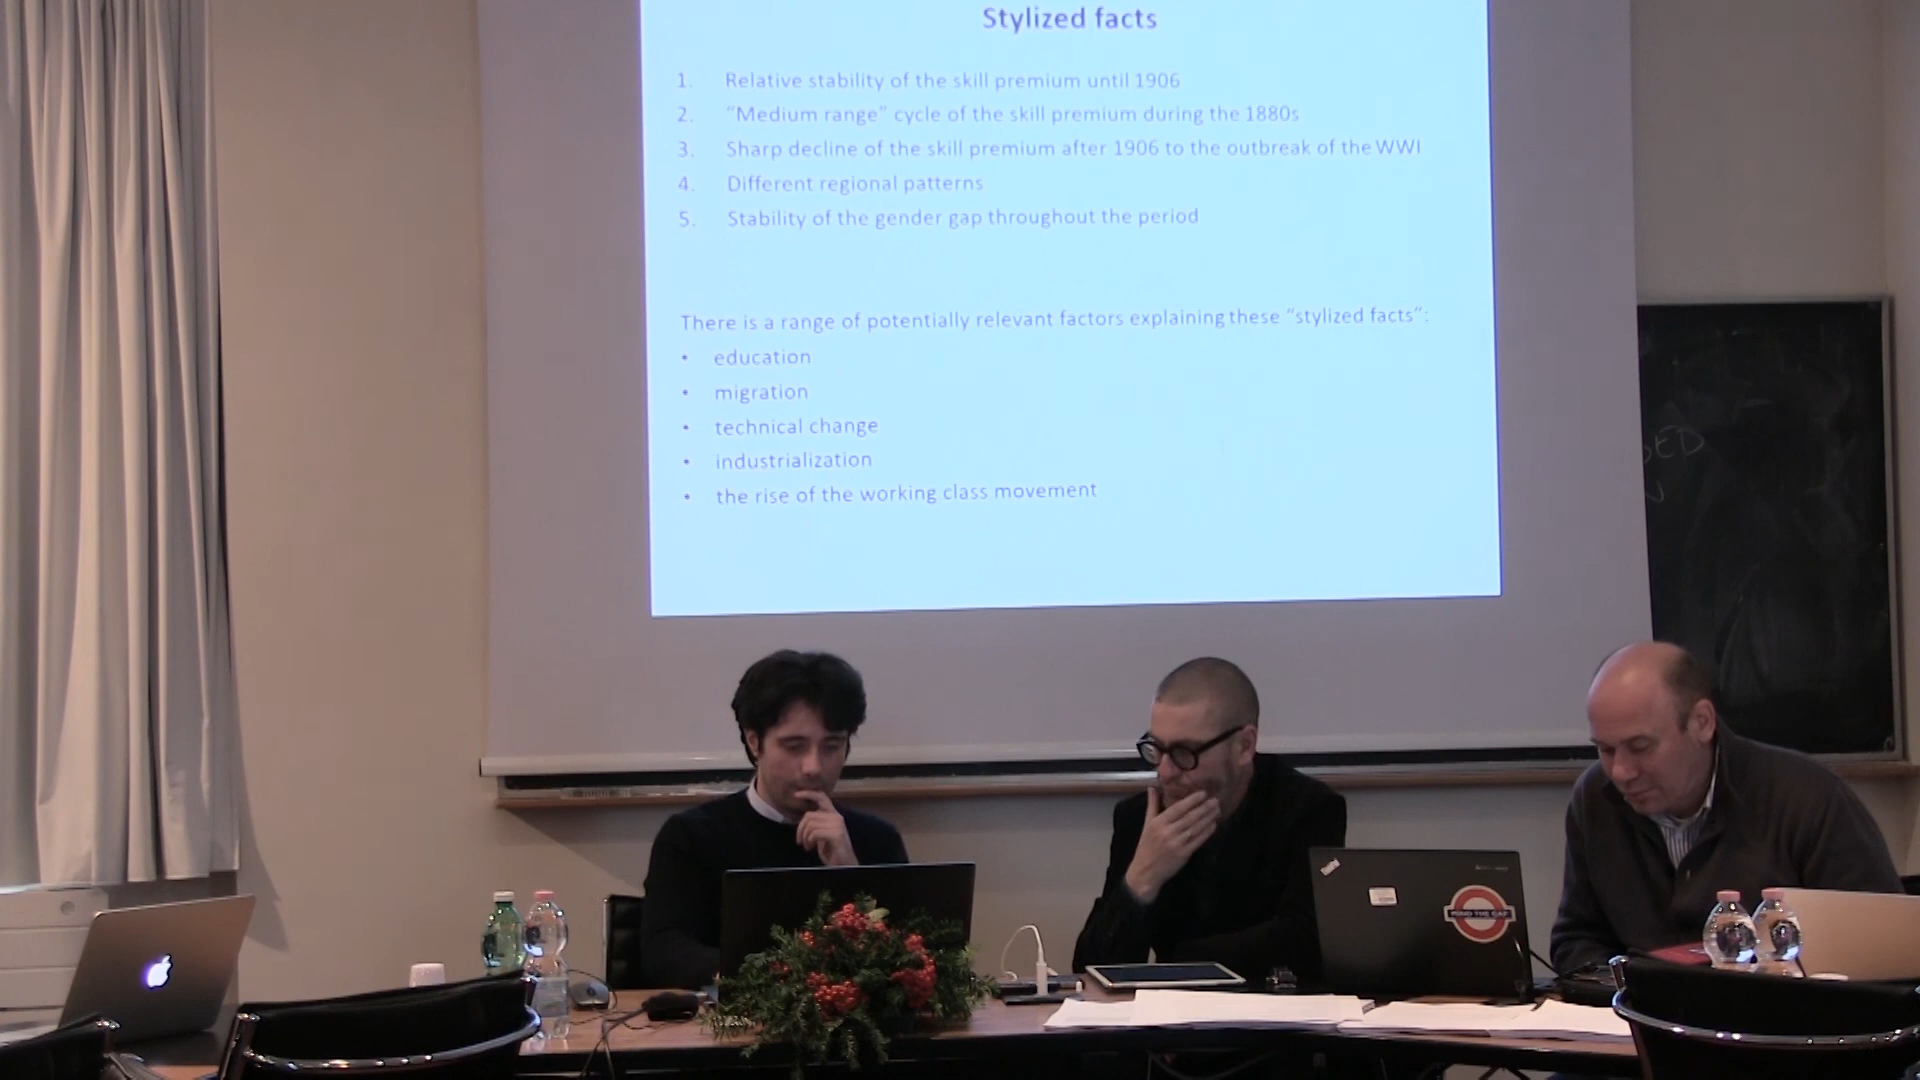 Stylized facts
1. Relative stability of the skill premium until 1906
2. "Medium range" cycle of the skill premium during the 1880s
3. Sharp decline of the skill premium after 1906 to the outbreak of the WWI
4. Different regional patterns
5. Stability of the gender gap throughout the period
There is a range of potentially relevant factors explaining these "stylized facts":
• education
• migration
• technical change
• industrialization
• the rise of the working class movement
MIND THE GAP